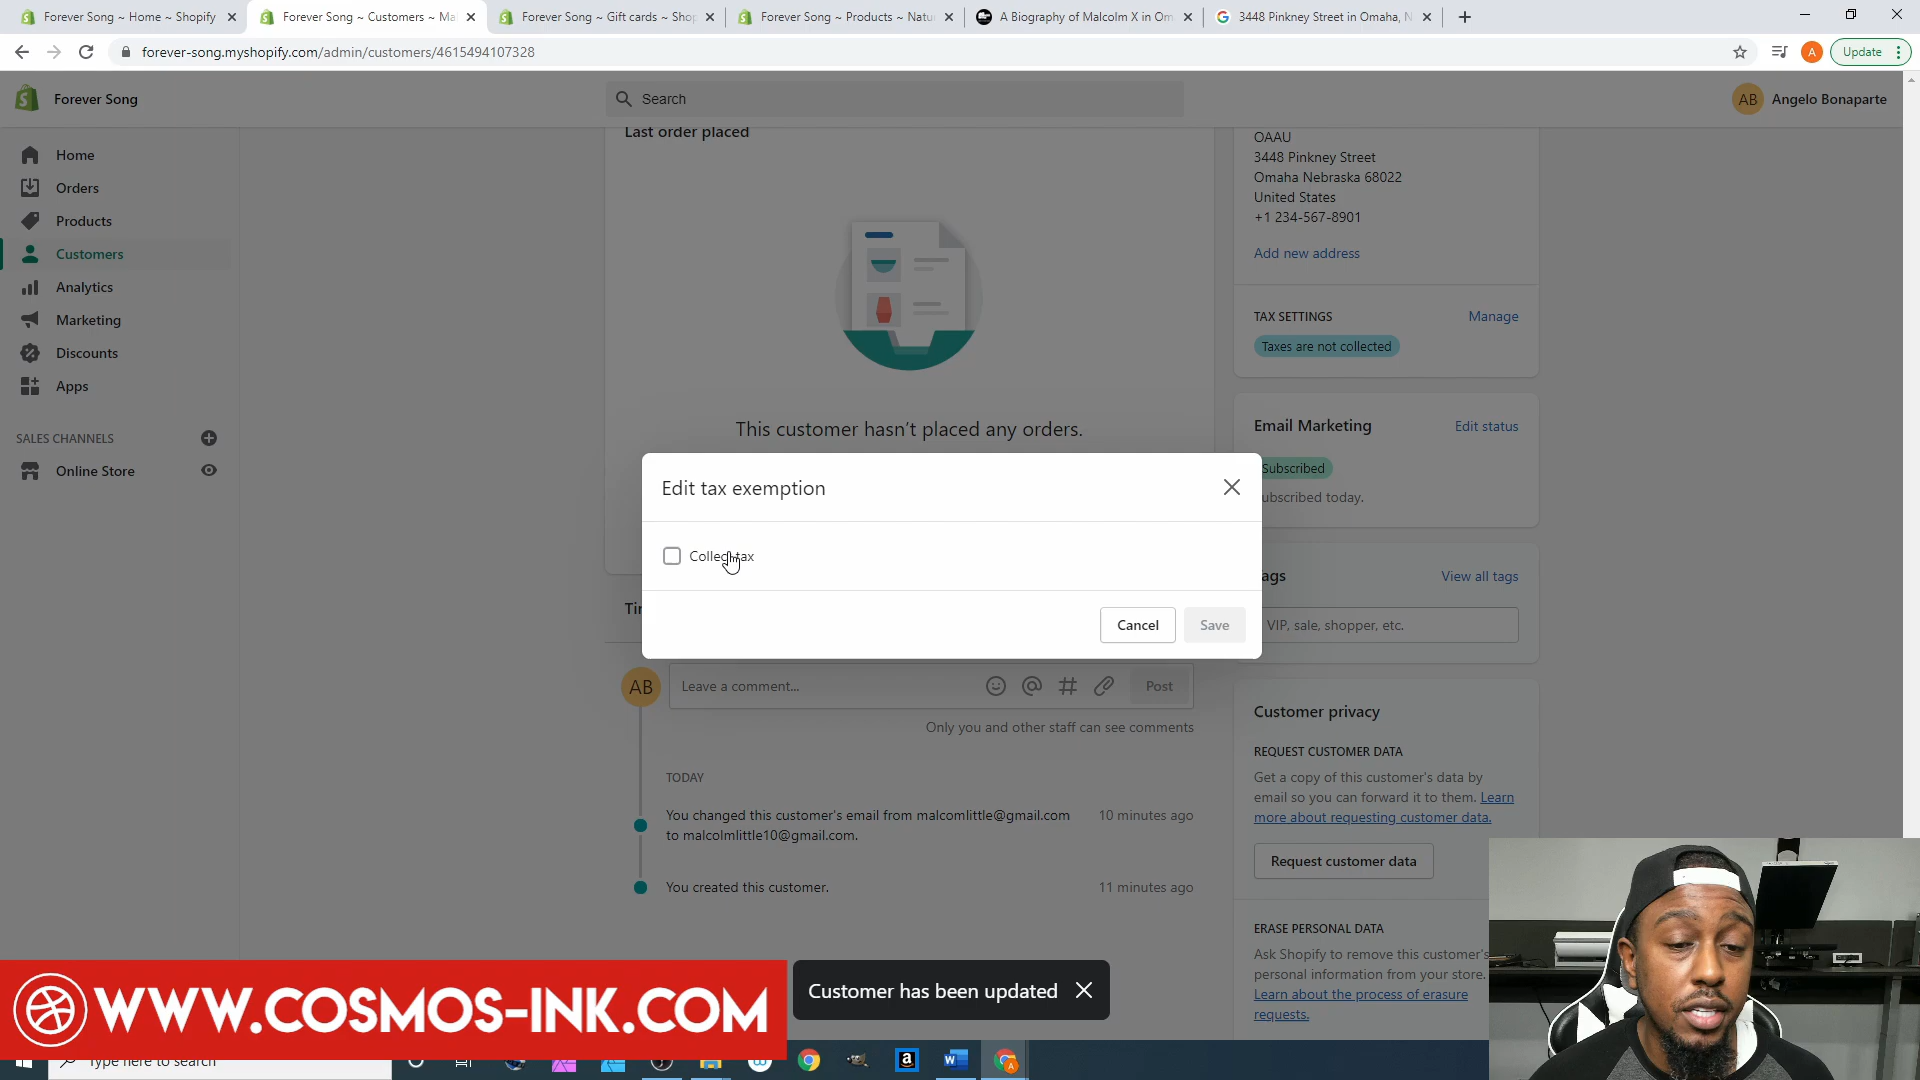 Forever Song ~ Home ~ Shopify
Forever Song ~ Customers ~ Ma
Forever Song ~ Gift cards ~ Shop
Forever Song ~ Products ~ Natu
A Biography of Malcolm X in Om
3448 Pinkney Street in Omaha, N
forever-song.myshopify.com/admin/customers/4615494107328
A
Update
Forever Song
Search
AB
Angelo Bonaparte
Home
Orders
Products
Customers
Analytics
Marketing
Discounts
Apps
SALES CHANNELS
Online Store
Last order placed
This customer hasn't placed any orders.
OAAU
3448 Pinkney Street
Omaha Nebraska 68022
United States
+1 234-567-8901
Add new address
TAX SETTINGS
Manage
Taxes are not collected
Email Marketing
Edit status
Subscribed
ubscribed today.
Edit tax exemption
Collect tax
Cancel
Save
ags
View all tags
VIP, sale, shopper, etc.
AB
Leave a comment...
Post
Only you and other staff can see comments
TODAY
You changed this customer's email from malcomlittle@gmail.com
to malcolmlittle10@gmail.com.
10 minutes ago
You created this customer.
11 minutes ago
Customer privacy
REQUEST CUSTOMER DATA
Get a copy of this customer's data by
email so you can forward it to them. Learn
more about requesting customer data.
Request customer data
ERASE PERSONAL DATA
Ask Shopify to remove this customer's
personal information from your store.
Learn about the process of erasure
requests.
WWW.COSMOS-INK.COM
Customer has been updated
Type here to search